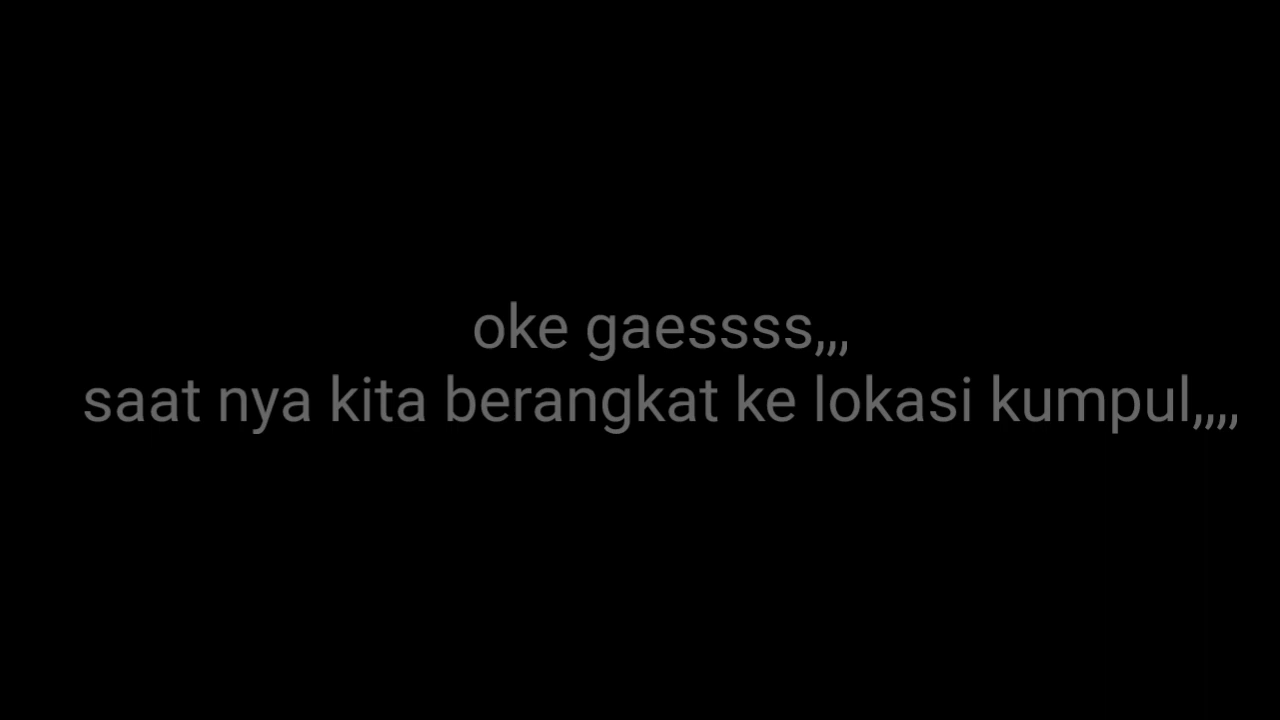 oke gaessss,,,
saat nya kita berangkat ke lokasi kumpul,,,,